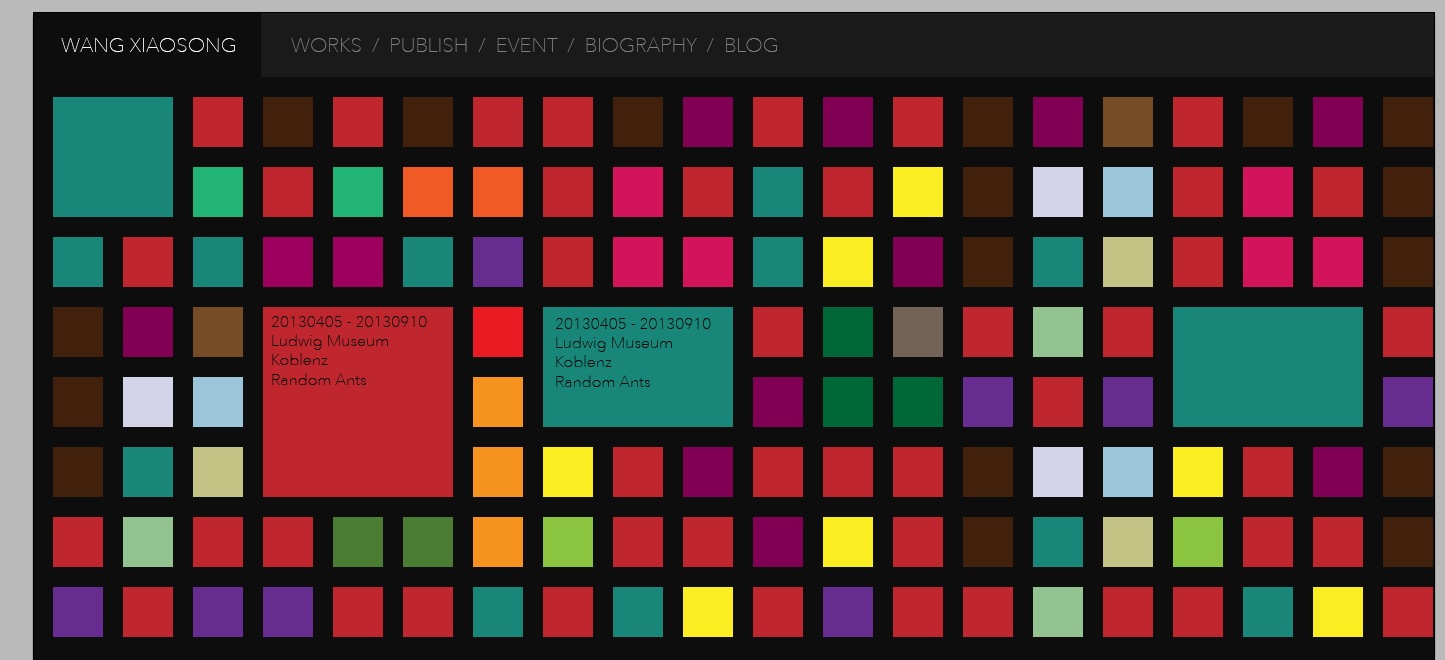 WANG XIAOSONG
WORKS / PUBLISH / EVENT / BIOGRAPHY / BLOG
20130405 - 20130910
Ludwig Museum
Koblenz
Random Ants
20130405 - 20130910
Ludwig Museum
Koblenz
Random Ants